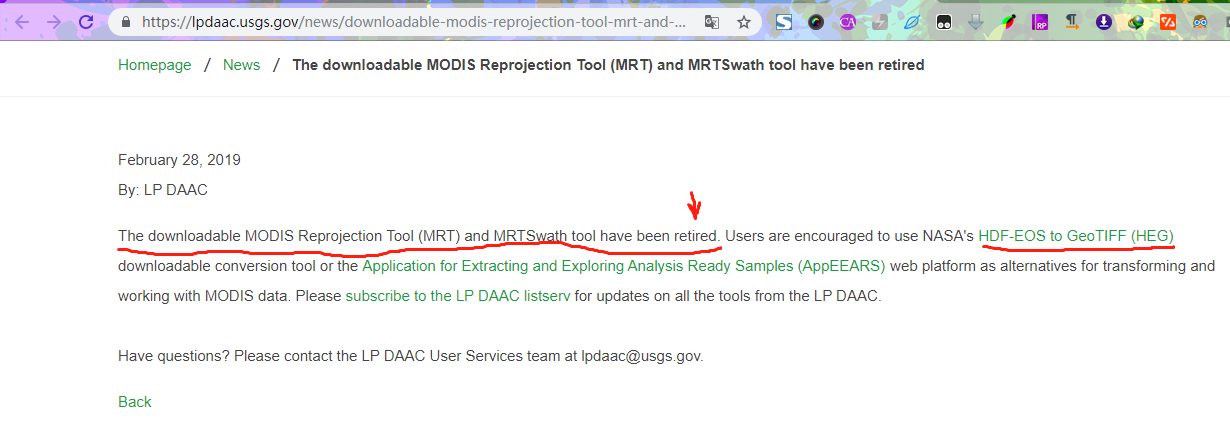 https://lpdaac.usgs.gov/news/downloadable-modis-reprojection-tool-mrt-and-...
Homepage / News / The downloadable MODIS Reprojection Tool (MRT) and MRTSwath tool have been retired
February 28, 2019
By: LP DAAC
The downloadable MODIS Reprojection Tool (MRT) and MRTSwath tool have been retired. Users are encouraged to use NASA's HDF-EOS to GeoTIFF (HEG)
downloadable conversion tool or the Application for Extracting and Exploring Analysis Ready Samples (AppEEARS) web platform as alternatives for transforming and
working with MODIS data. Please subscribe to the LP DAAC listserv for updates on all the tools from the LP DAAC.
Have questions? Please contact the LP DAAC User Services team at lpdaac@usgs.gov.
Back